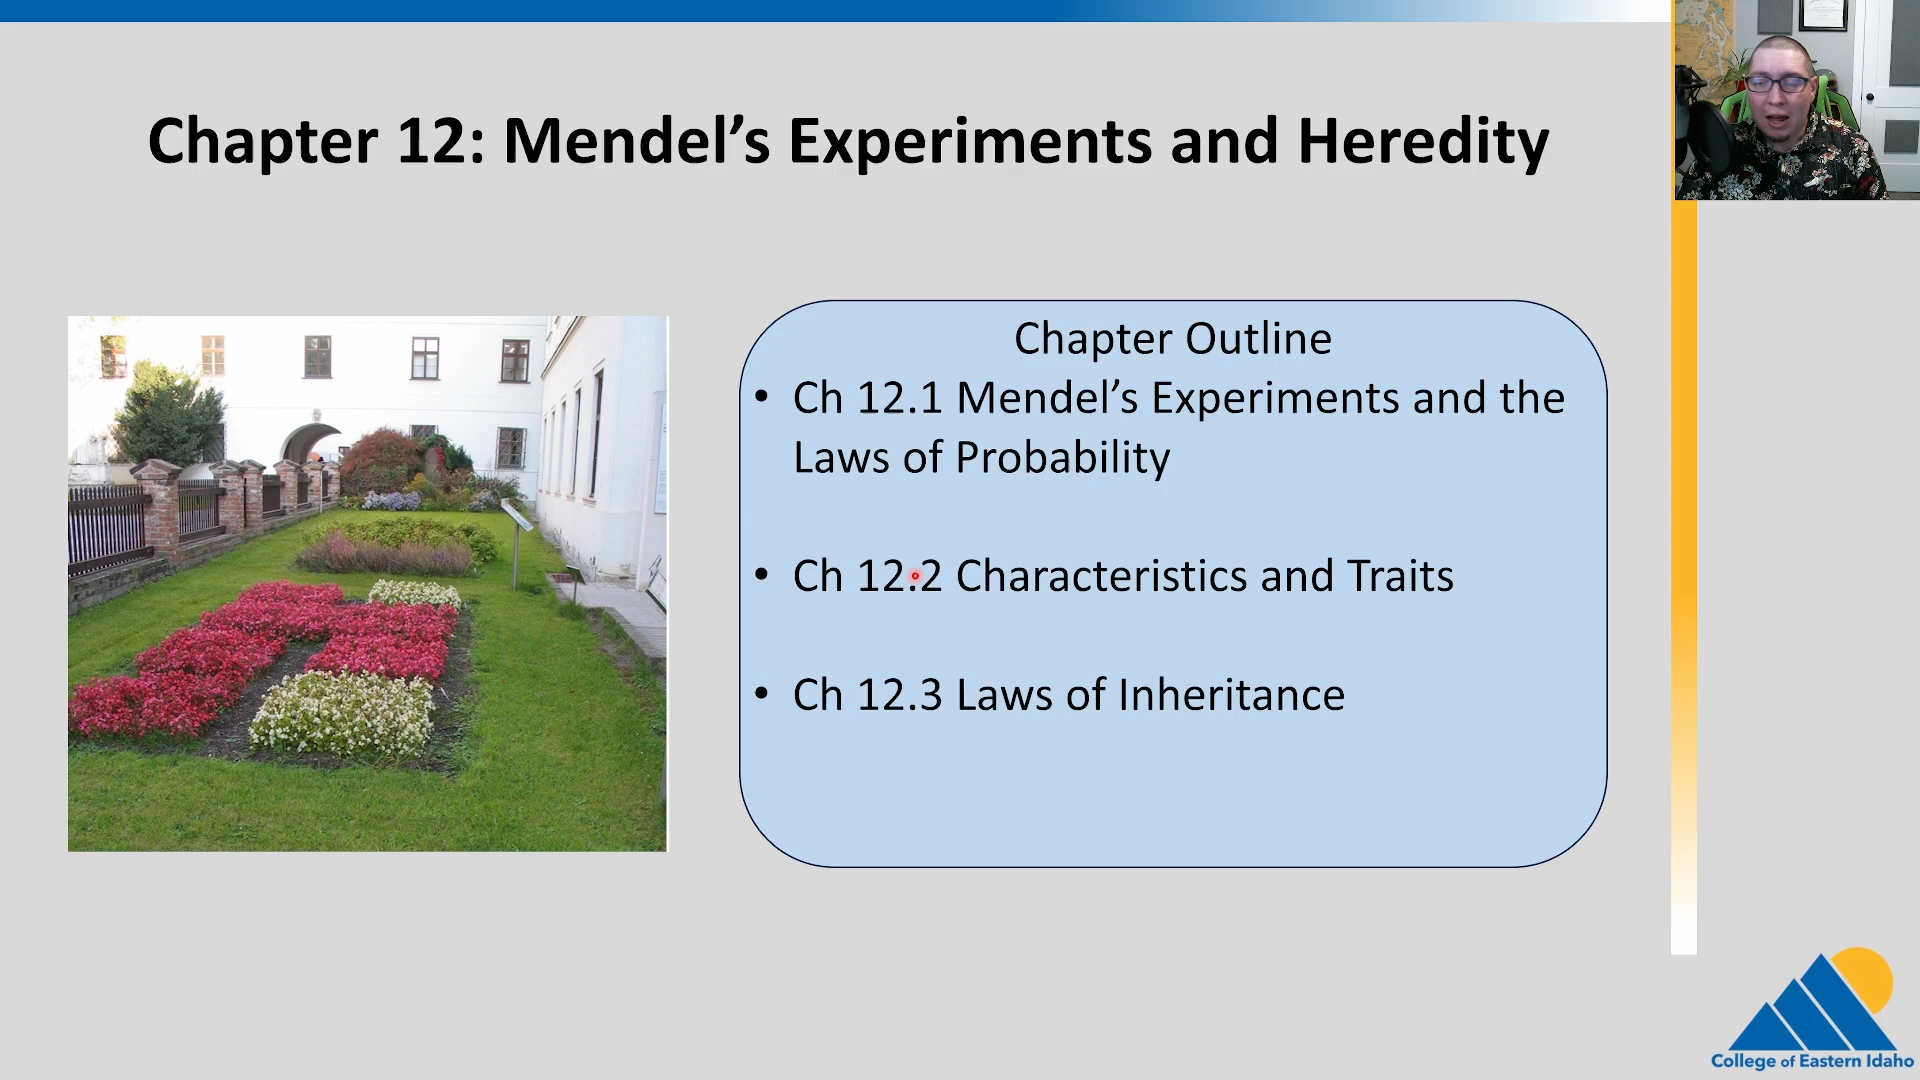 Chapter 12: Mendel’s Experiments and Heredity
Chapter Outline
• Ch 12.1 Mendel’s Experiments and the
Laws of Probability
• Ch 12.2 Characteristics and Traits
• Ch 12.3 Laws of Inheritance
College of Eastern Idaho